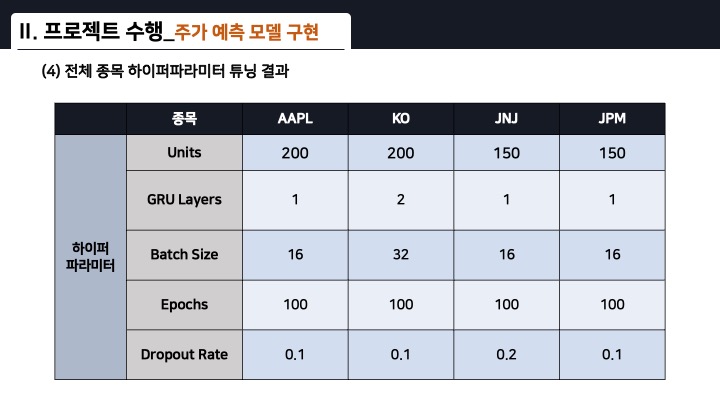 II. 프로젝트 수행_주가 예측 모델 구현
(4) 전체 종목 하이퍼파라미터 튜닝 결과
종목 AAPL KO JNJ JPM
하이퍼
파라미터
Units 200 200 150 150
GRU Layers 1 2 1 1
Batch Size 16 32 16 16
Epochs 100 100 100 100
Dropout Rate 0.1 0.1 0.2 0.1